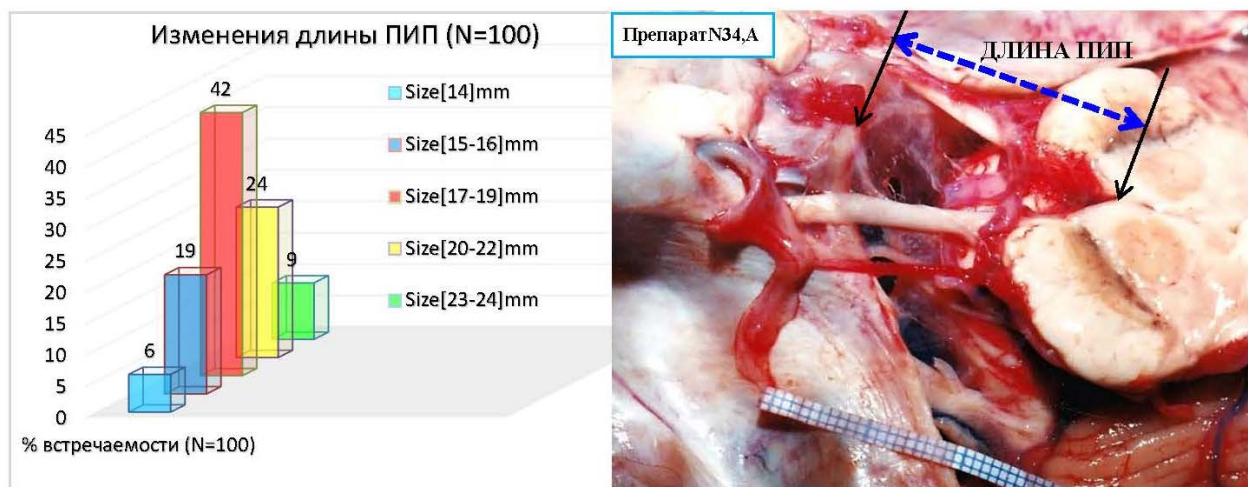 Изменения длины ПИП (N=100)
Size[14]mm
Size[15-16]mm
Size[17-19]mm
Size[20-22]mm
Size[23-24]mm
45
40
35
30
25
20
15
10
5
0
6
19
42
24
9
% встречаемости (N=100)
Препарат N34,А
ДЛИНА ПИП